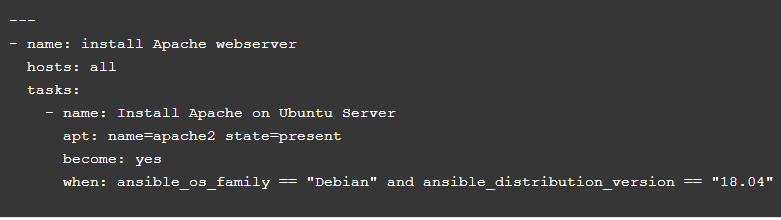 ---
- name: install Apache webserver
  hosts: all
  tasks:
    - name: Install Apache on Ubuntu Server
      apt: name=apache2 state=present
      become: yes
      when: ansible_os_family == "Debian" and ansible_distribution_version == "18.04"